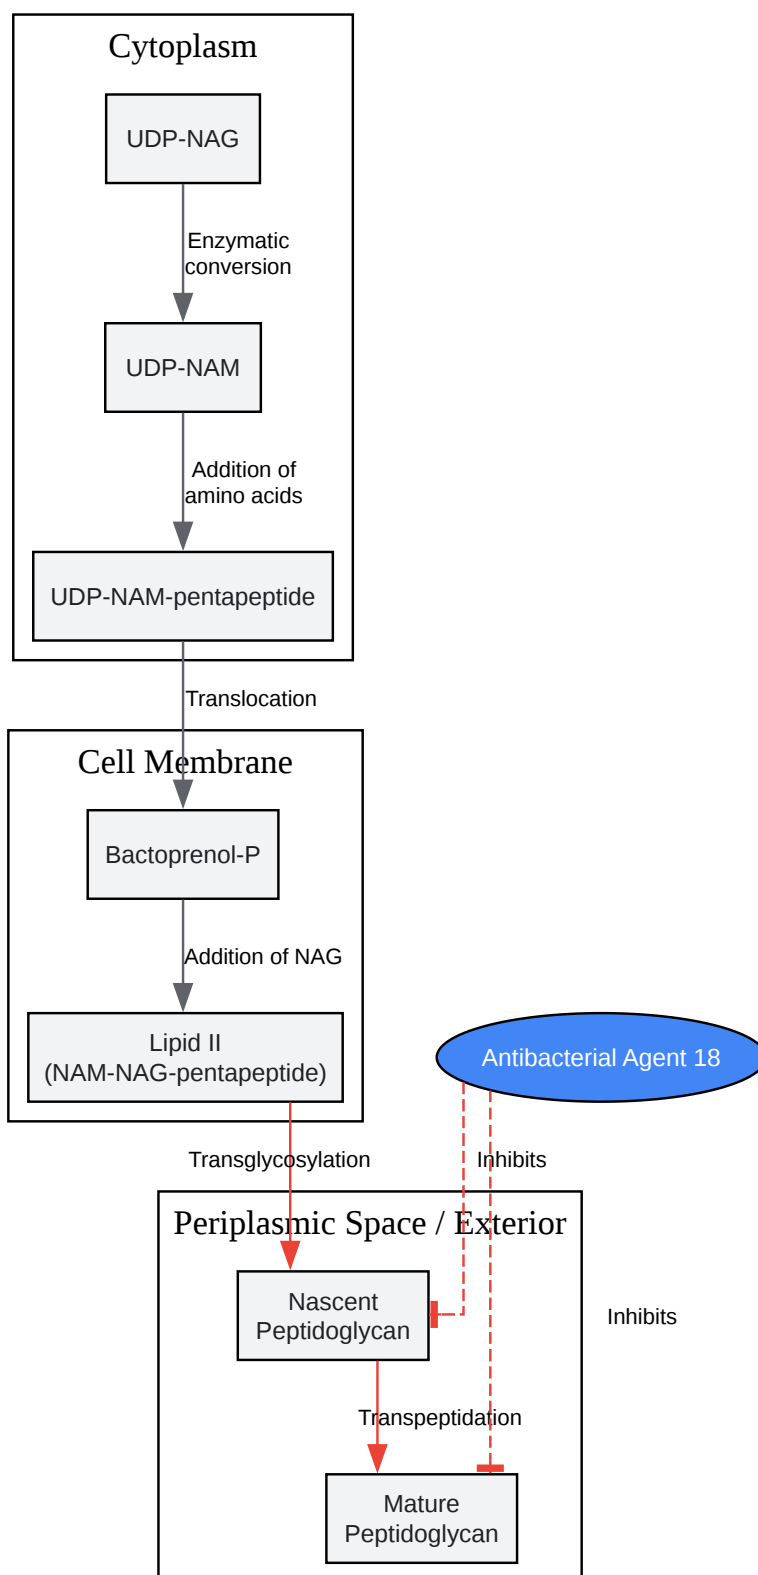 Cytoplasm
UDP-NAG
Enzymatic
conversion
UDP-NAM
Addition of
amino acids
UDP-NAM-pentapeptide
Translocation
Cell Membrane
Bactoprenol-P
Addition of NAG
Lipid II
(NAM-NAG-pentapeptide)
Antibacterial Agent 18
Transglycosylation
Inhibits
Periplasmic Space / Exterior
Nascent
Peptidoglycan
Inhibits
Transpeptidation
Mature
Peptidoglycan